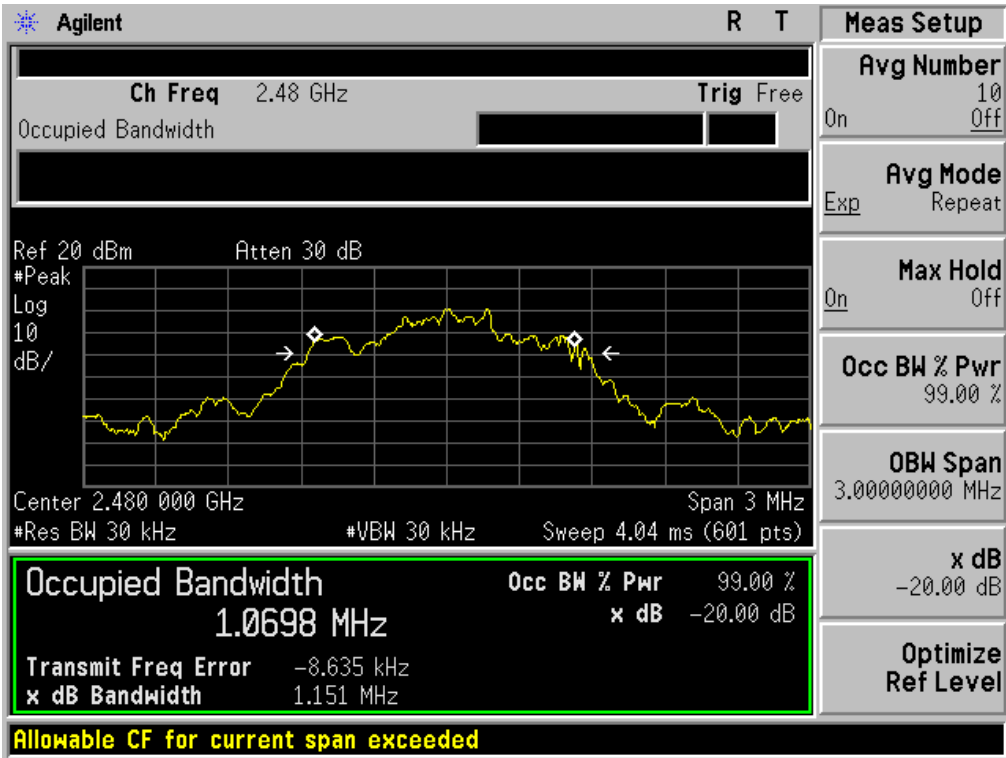 Agilent R T
Ch Freq 2.48 GHz Trig Free
Occupied Bandwidth
Ref 20 dBm Atten 30 dB
#Peak
Log
10
dB/
Center 2.480 000 GHz Span 3 MHz
#Res BW 30 kHz #VBW 30 kHz Sweep 4.04 ms (601 pts)
Occupied Bandwidth Occ BW % Pwr 99.00 %
1.0698 MHz x dB -20.00 dB
Transmit Freq Error -8.635 kHz
x dB Bandwidth 1.151 MHz
Allowable CF for current span exceeded
Meas Setup
Avg Number
10
On Off
Avg Mode
Exp Repeat
Max Hold
On Off
Occ BW % Pwr
99.00 %
OBW Span
3.00000000 MHz
x dB
-20.00 dB
Optimize
Ref Level